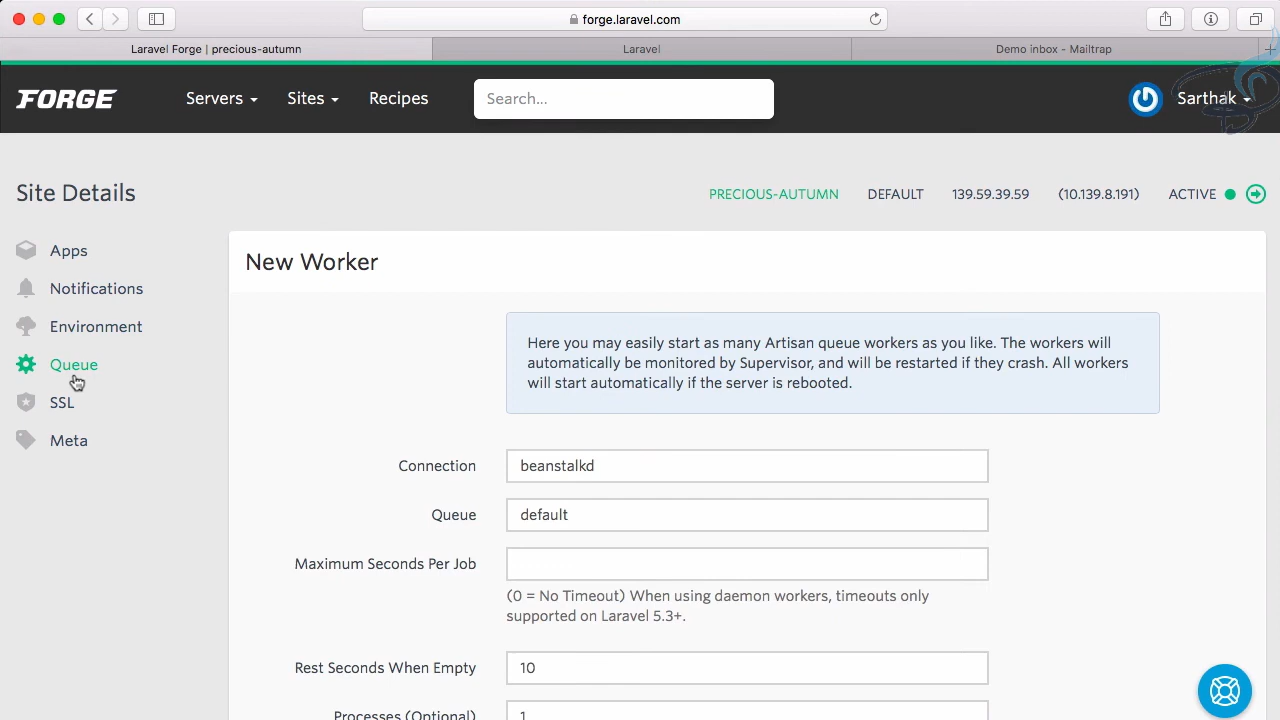 forge.laravel.com
Laravel Forge | precious-autumn
Laravel
Demo inbox - Mailtrap
FORGE
Servers
Sites
Recipes
Search...
Sarthak
Site Details
PRECIOUS-AUTUMN
DEFAULT
139.59.39.59
(10.139.8.191)
ACTIVE
Apps
Notifications
Environment
Queue
SSL
Meta
New Worker
Here you may easily start as many Artisan queue workers as you like. The workers will
automatically be monitored by Supervisor, and will be restarted if they crash. All workers
will start automatically if the server is rebooted.
Connection
beanstalkd
Queue
default
Maximum Seconds Per Job
(0 = No Timeout) When using daemon workers, timeouts only
supported on Laravel 5.3+.
Rest Seconds When Empty
10
Processes (Optional)
1